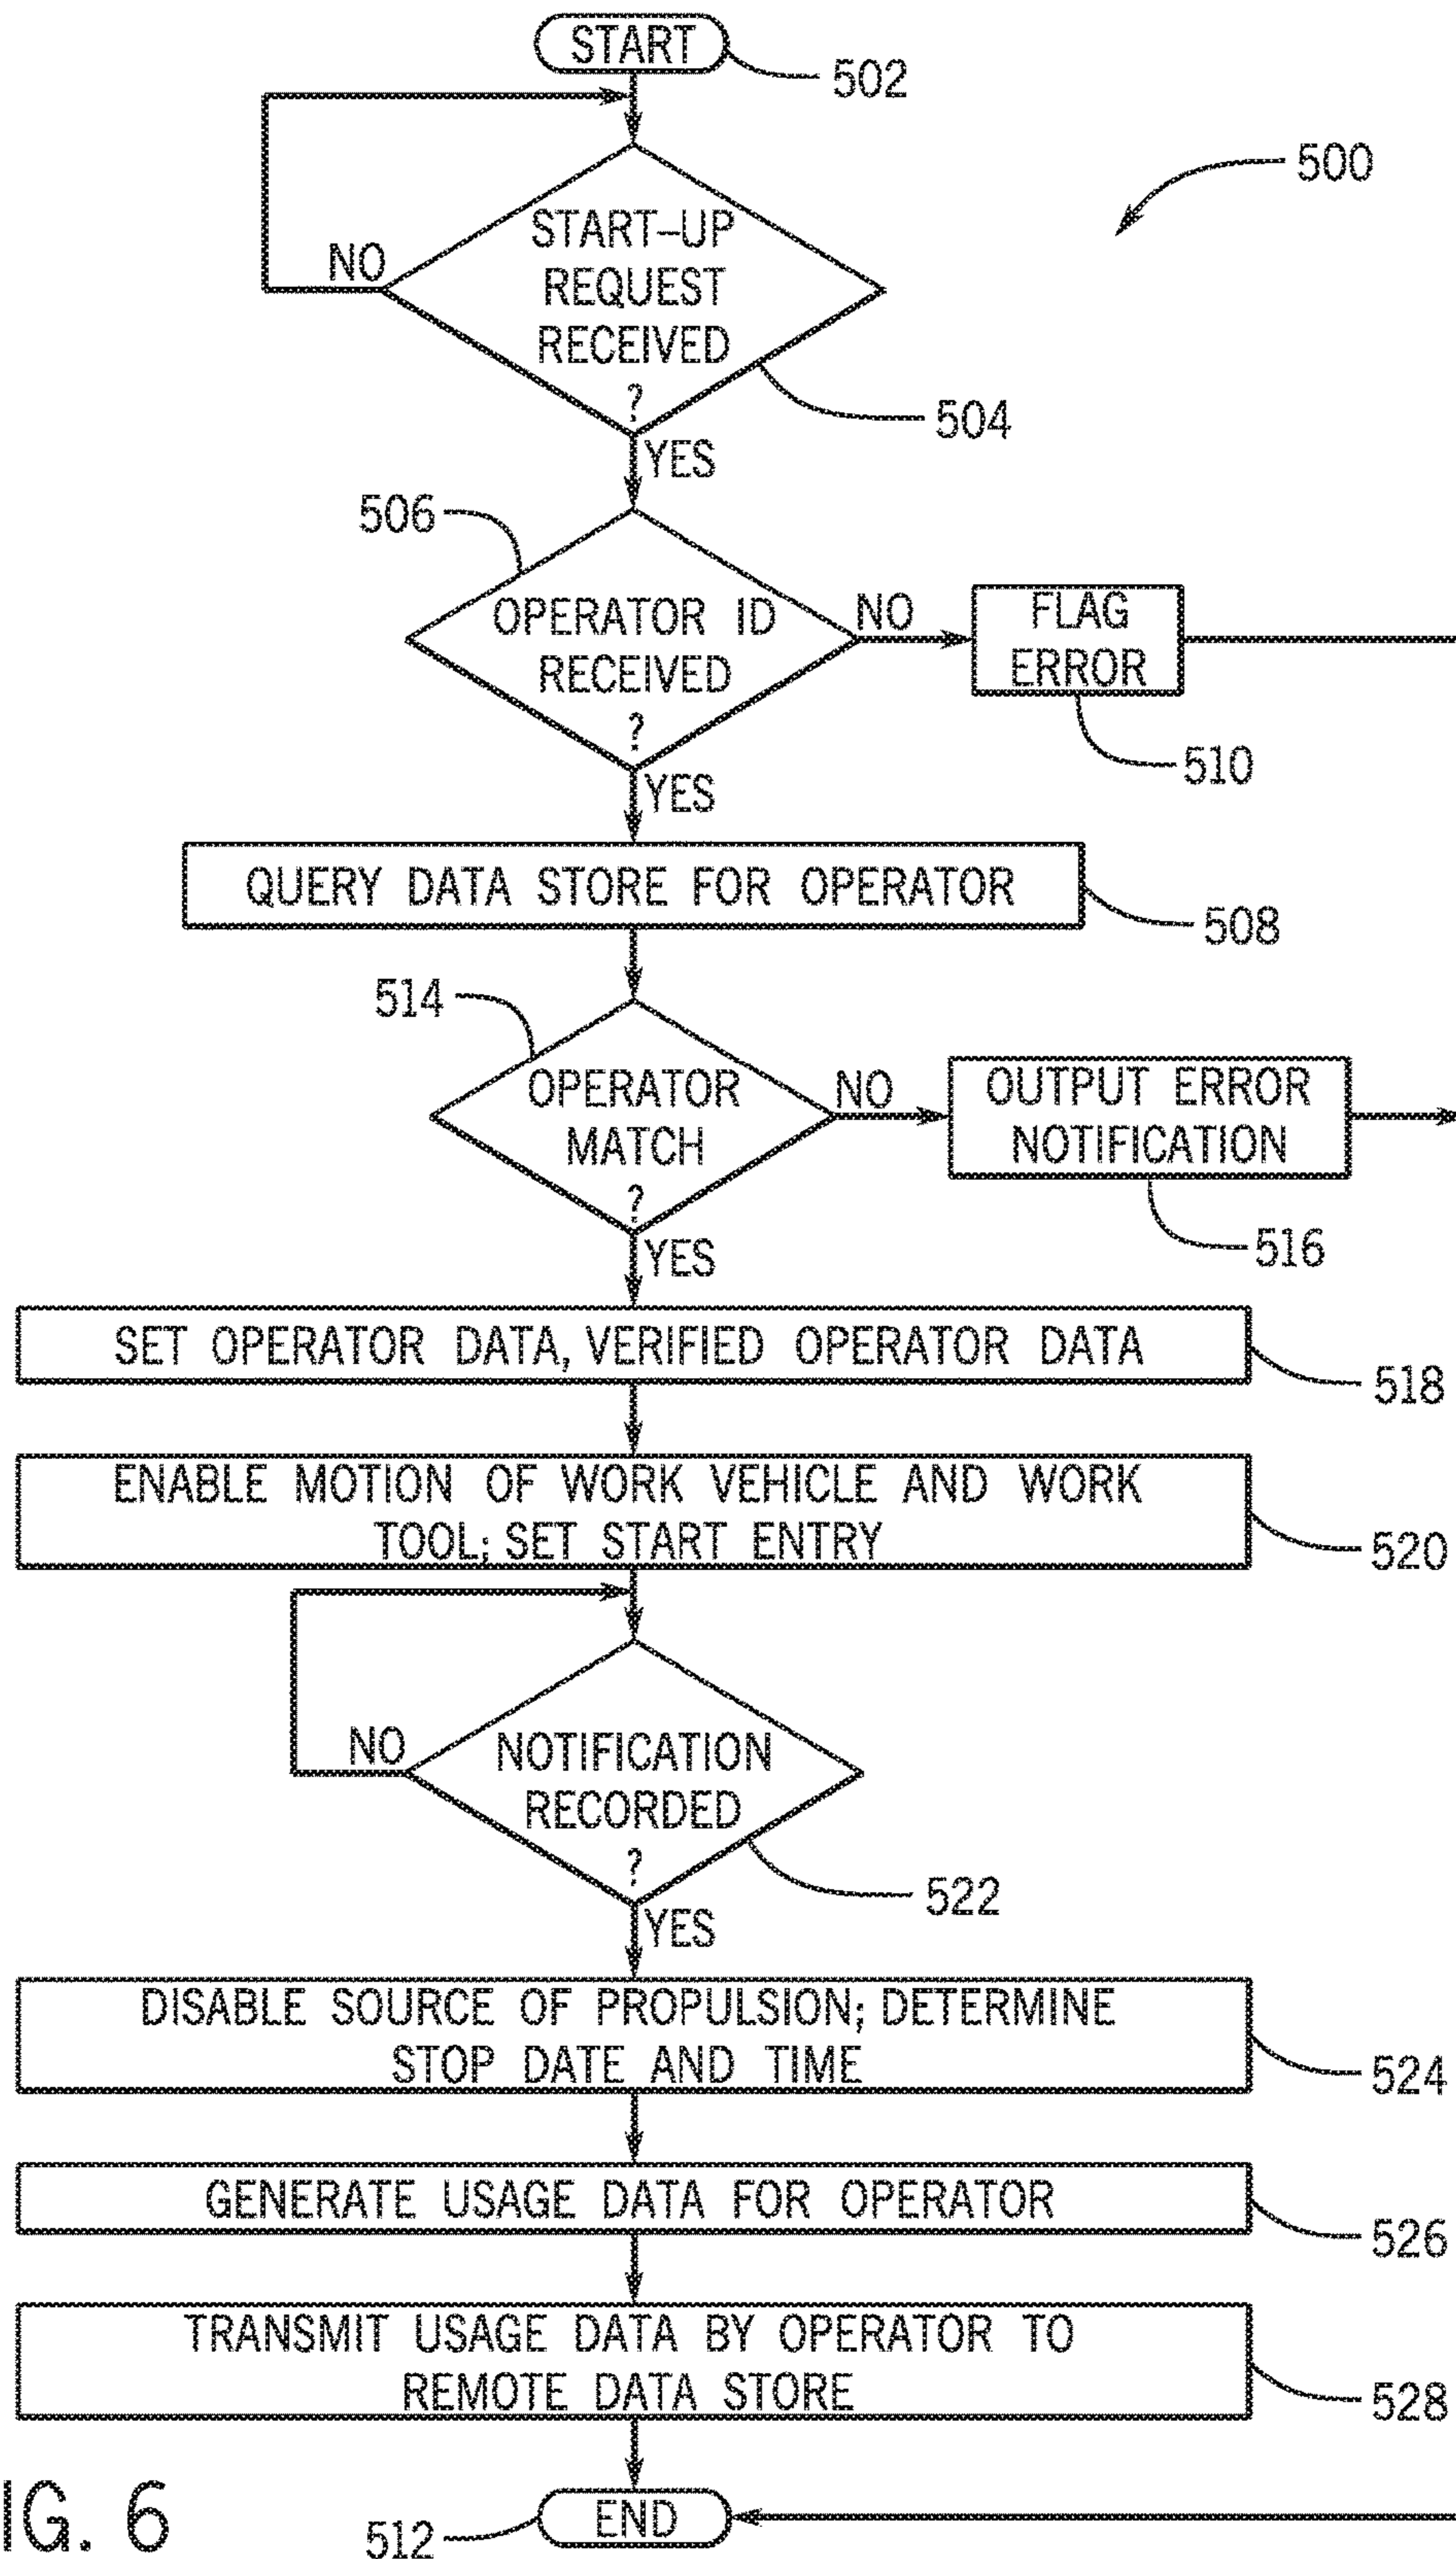 START
502
500
START-UP
REQUEST
RECEIVED
?
NO
504
YES
506
OPERATOR ID
RECEIVED
?
NO
FLAG
ERROR
510
YES
QUERY DATA STORE FOR OPERATOR
508
514
OPERATOR
MATCH
?
NO
OUTPUT ERROR
NOTIFICATION
516
YES
SET OPERATOR DATA, VERIFIED OPERATOR DATA
518
ENABLE MOTION OF WORK VEHICLE AND WORK
TOOL; SET START ENTRY
520
NO
NOTIFICATION
RECORDED
?
522
YES
DISABLE SOURCE OF PROPULSION; DETERMINE
STOP DATE AND TIME
524
GENERATE USAGE DATA FOR OPERATOR
526
TRANSMIT USAGE DATA BY OPERATOR TO
REMOTE DATA STORE
528
IG. 6
512
END